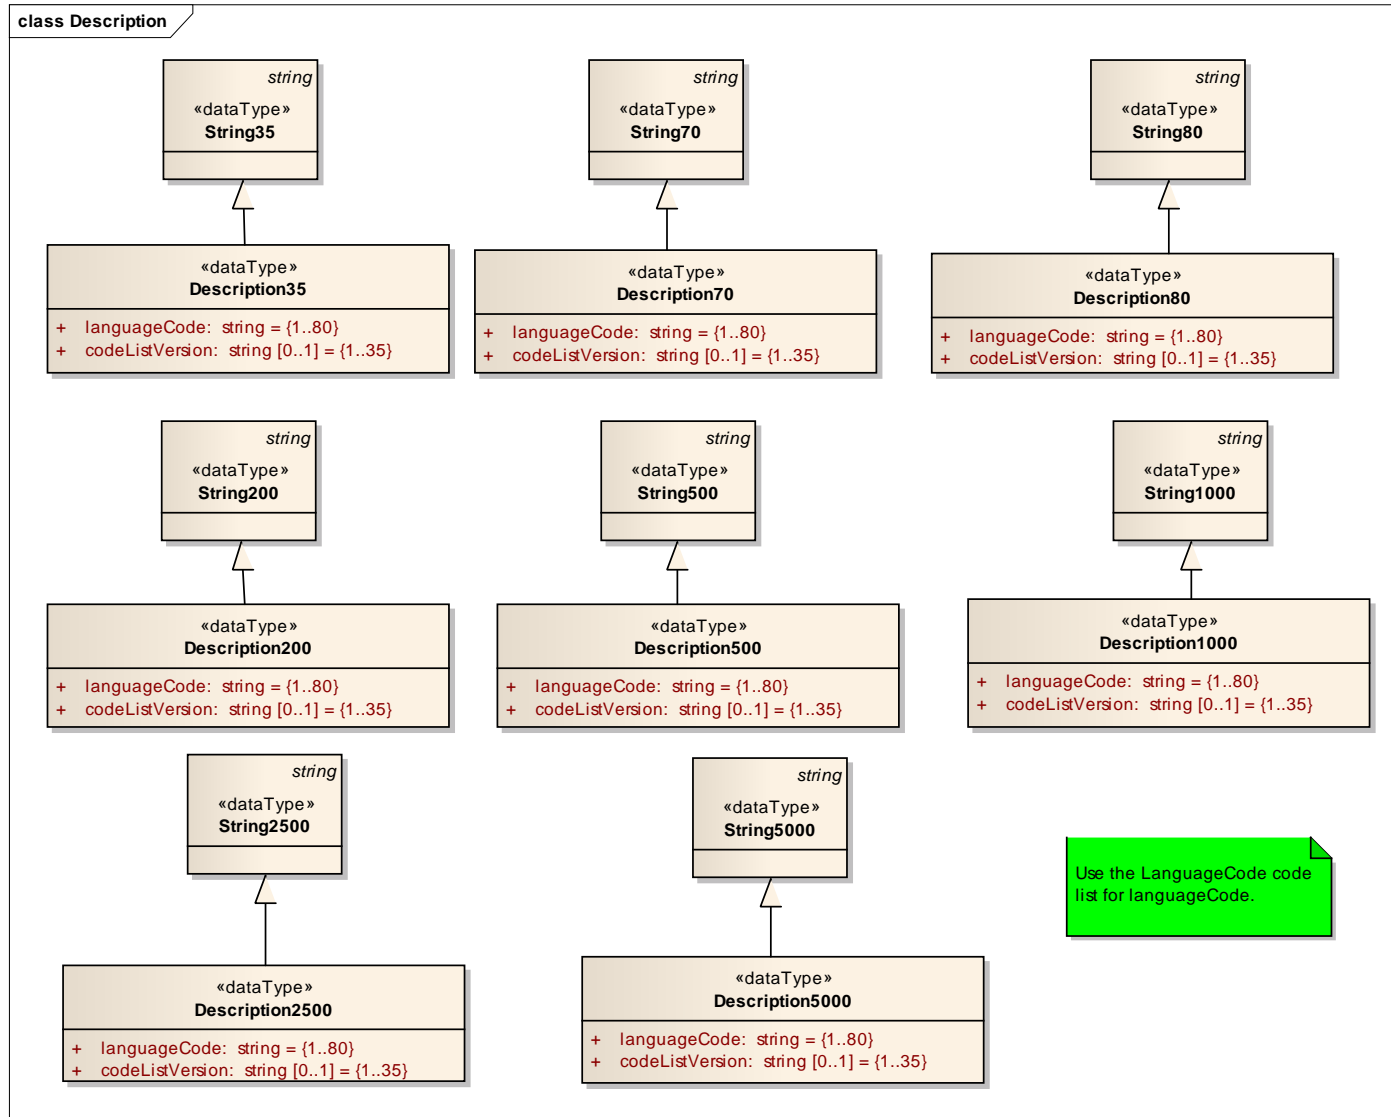 class Description
string
«dataType»
String35
string
«dataType»
String70
string
«dataType»
String80
«dataType»
Description35
+ languageCode: string = {1..80}
+ codeListVersion: string [0..1] = {1..35}
«dataType»
Description70
+ languageCode: string = {1..80}
+ codeListVersion: string [0..1] = {1..35}
«dataType»
Description80
+ languageCode: string = {1..80}
+ codeListVersion: string [0..1] = {1..35}
string
«dataType»
String200
string
«dataType»
String500
string
«dataType»
String1000
«dataType»
Description200
+ languageCode: string = {1..80}
+ codeListVersion: string [0..1] = {1..35}
«dataType»
Description500
+ languageCode: string = {1..80}
+ codeListVersion: string [0..1] = {1..35}
«dataType»
Description1000
+ languageCode: string = {1..80}
+ codeListVersion: string [0..1] = {1..35}
string
«dataType»
String2500
string
«dataType»
String5000
Use the LanguageCode code
list for languageCode.
«dataType»
Description2500
+ languageCode: string = {1..80}
+ codeListVersion: string [0..1] = {1..35}
«dataType»
Description5000
+ languageCode: string = {1..80}
+ codeListVersion: string [0..1] = {1..35}